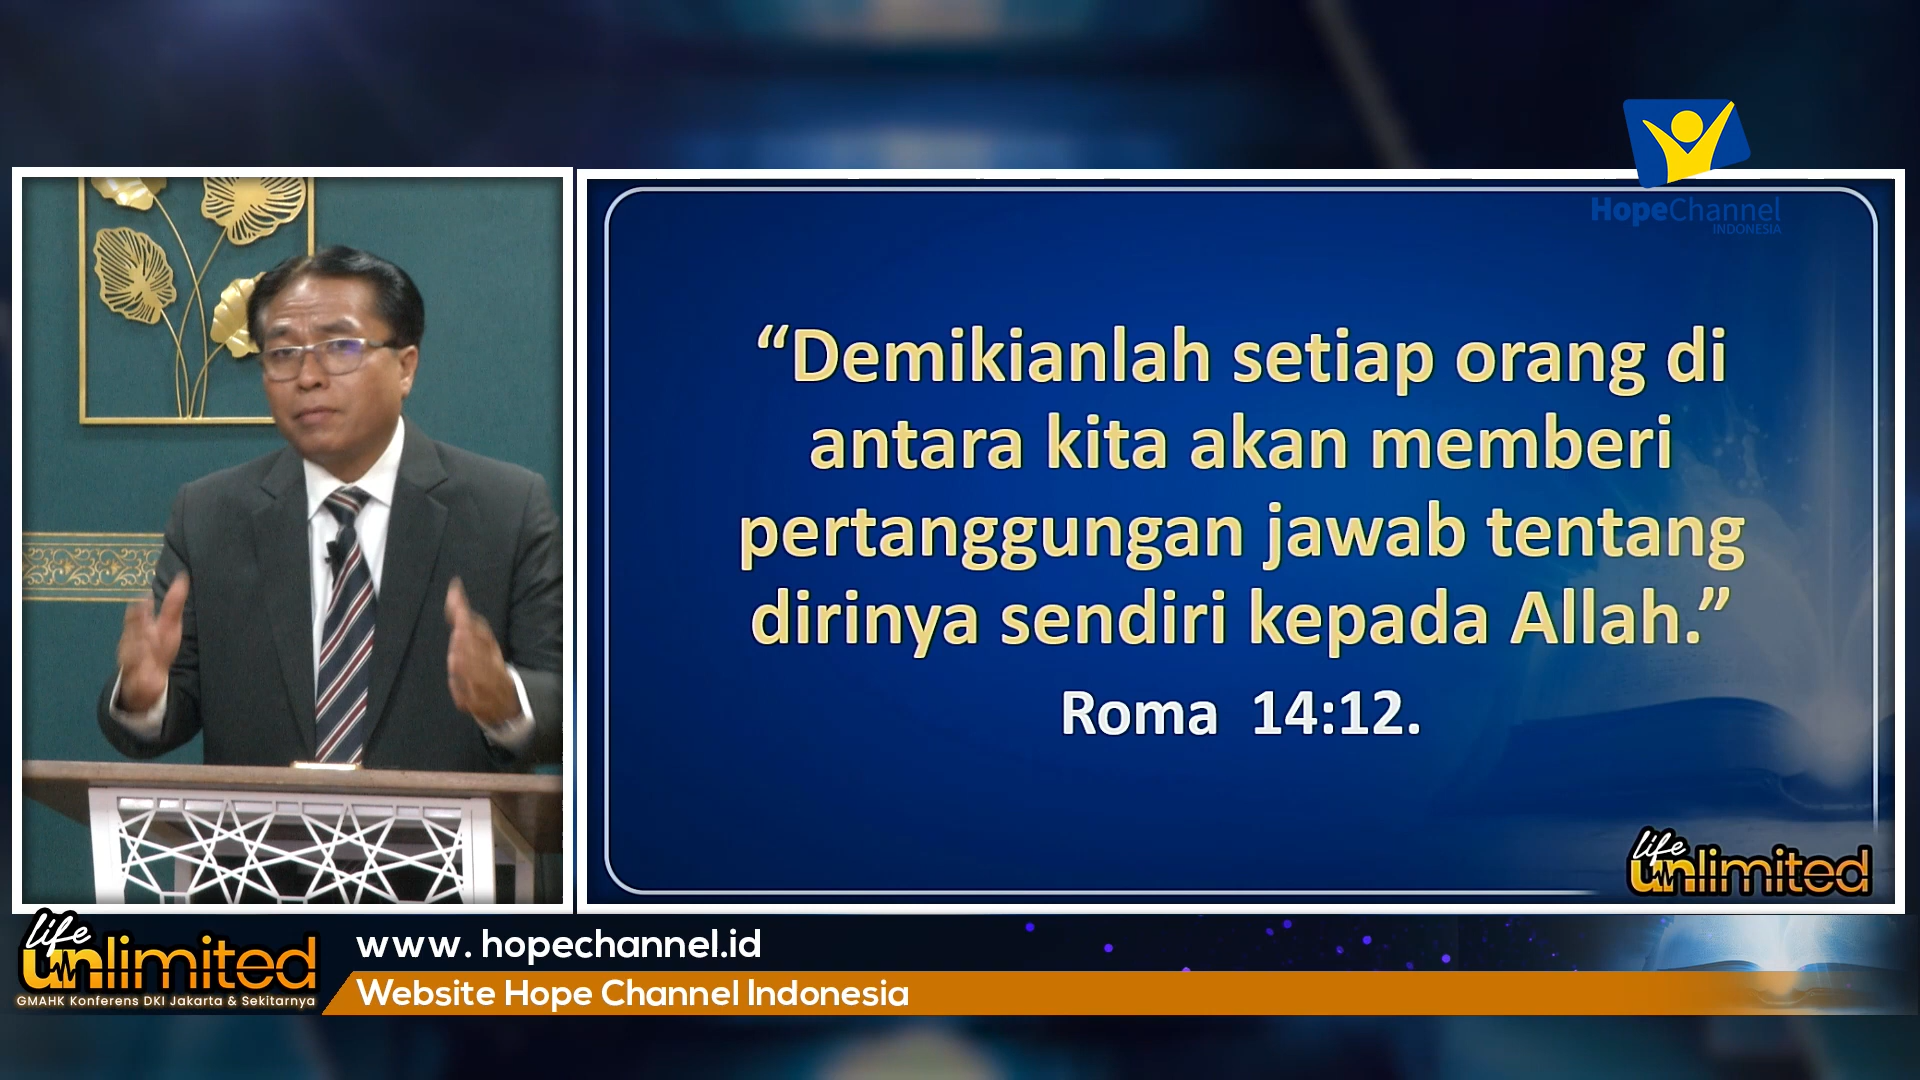 HopeChannel
INDONESIA
“Demikianlah setiap orang di
antara kita akan memberi
pertanggungan jawab tentang
dirinya sendiri kepada Allah.”
Roma 14:12.
life
unlimited
life
unlimited
GMAHK Konferens DKI Jakarta & Sekitarnya
www.hopechannel.id
Website Hope Channel Indonesia